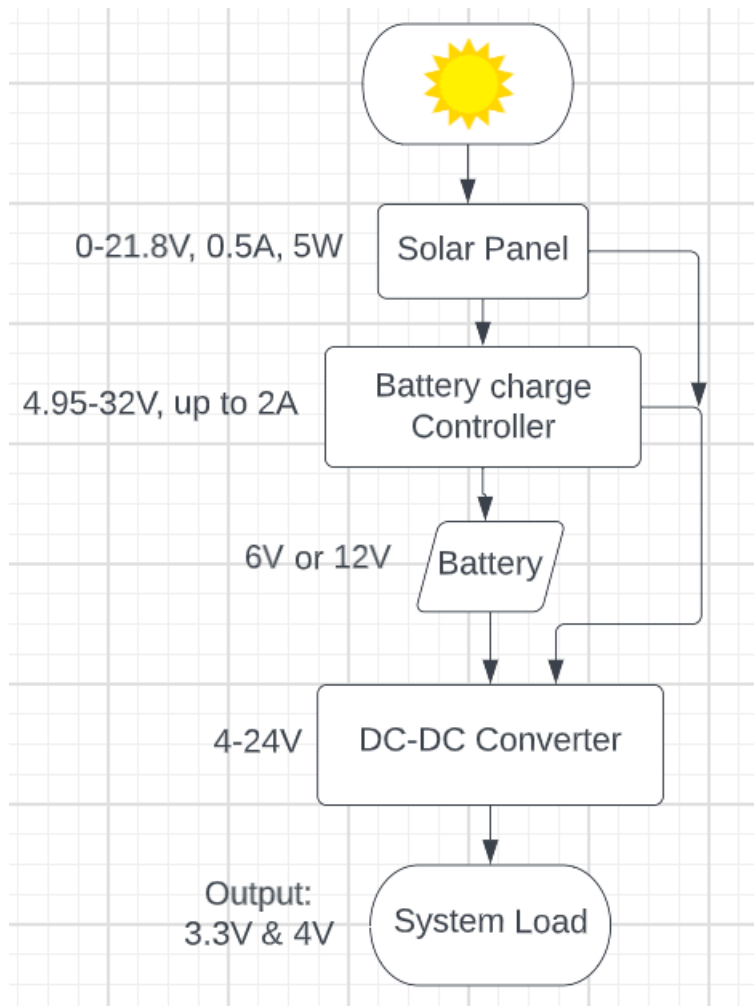 0-21.8V, 0.5A, 5W
Solar Panel
4.95-32V, up to 2A
Battery charge
Controller
6V or 12V
Battery
4-24V
DC-DC Converter
Output:
3.3V & 4V
System Load